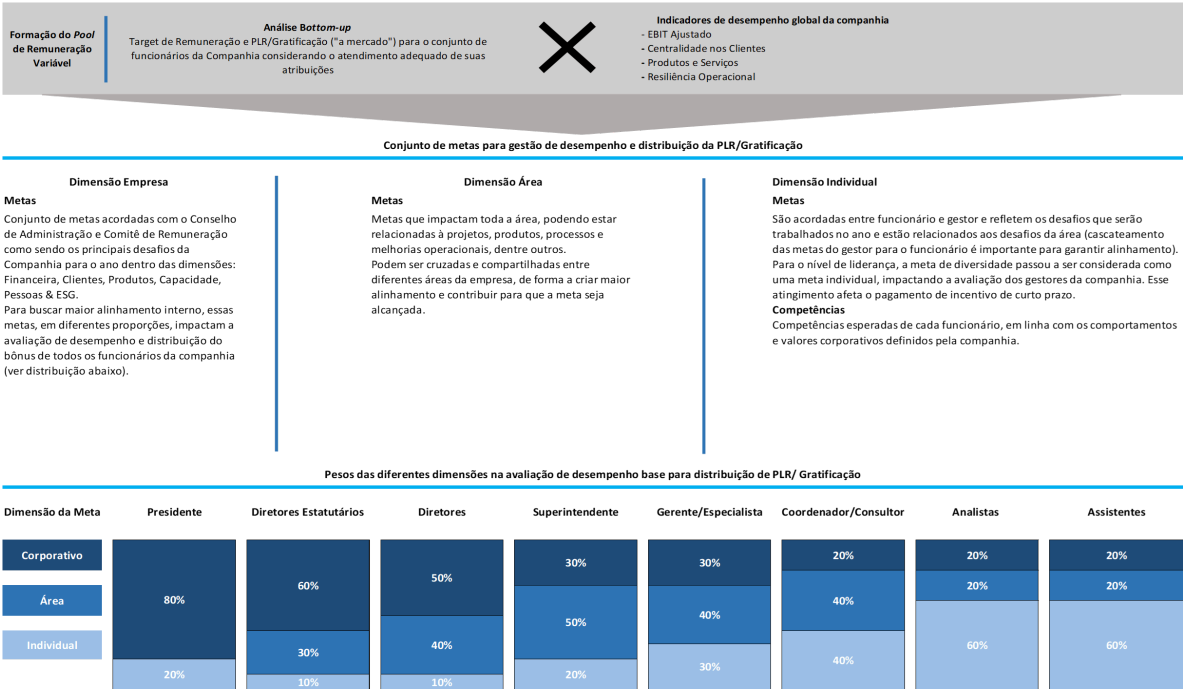 Formação do Pool
de Remuneração
Variável
Análise Bottom-up
Target de Remuneração e PLR/Gratificação ("a mercado") para o conjunto de
funcionários da Companhia considerando o atendimento adequado de suas
atribuições
Indicadores de desempenho global da companhia
- EBIT Ajustado
- Centralidade nos Clientes
- Produtos e Serviços
- Resiliência Operacional
Conjunto de metas para gestão de desempenho e distribuição da PLR/Gratificação
Dimensão Empresa
Metas
Conjunto de metas acordadas com o Conselho
de Administração e Comitê de Remuneração
como sendo os principais desafios da
Companhia para o ano dentro das dimensões:
Financeira, Clientes, Produtos, Capacidade,
Pessoas & ESG.
Para buscar maior alinhamento interno, essas
metas, em diferentes proporções, impactam a
avaliação de desempenho e distribuição do
bônus de todos os funcionários da companhia
(ver distribuição abaixo).
Dimensão Área
Metas
Metas que impactam toda a área, podendo estar
relacionadas à projetos, produtos, processos e
melhorias operacionais, dentre outros.
Podem ser cruzadas e compartilhadas entre
diferentes áreas da empresa, de forma a criar maior
alinhamento e contribuir para que a meta seja
alcançada.
Dimensão Individual
Metas
São acordadas entre funcionário e gestor e refletem os desafios que serão
trabalhados no ano e estão relacionados aos desafios da área (cascateamento
das metas do gestor para o funcionário é importante para garantir alinhamento).
Para o nível de liderança, a meta de diversidade passou a ser considerada como
uma meta individual, impactando a avaliação dos gestores da companhia. Esse
atingimento afeta o pagamento de incentivo de curto prazo.
Competências
Competências esperadas de cada funcionário, em linha com os comportamentos
e valores corporativos definidos pela companhia.
Pesos das diferentes dimensões na avaliação de desempenho base para distribuição de PLR/ Gratificação
Dimensão da Meta Presidente Diretores Estatutários Diretores Superintendente Gerente/Especialista Coordenador/Consultor Analistas Assistentes
Corporativo 80% 60% 50% 30% 30% 20% 20% 20%
Área 30% 40% 50% 40% 40% 20% 20%
Individual 20% 10% 10% 20% 30% 40% 60% 60%